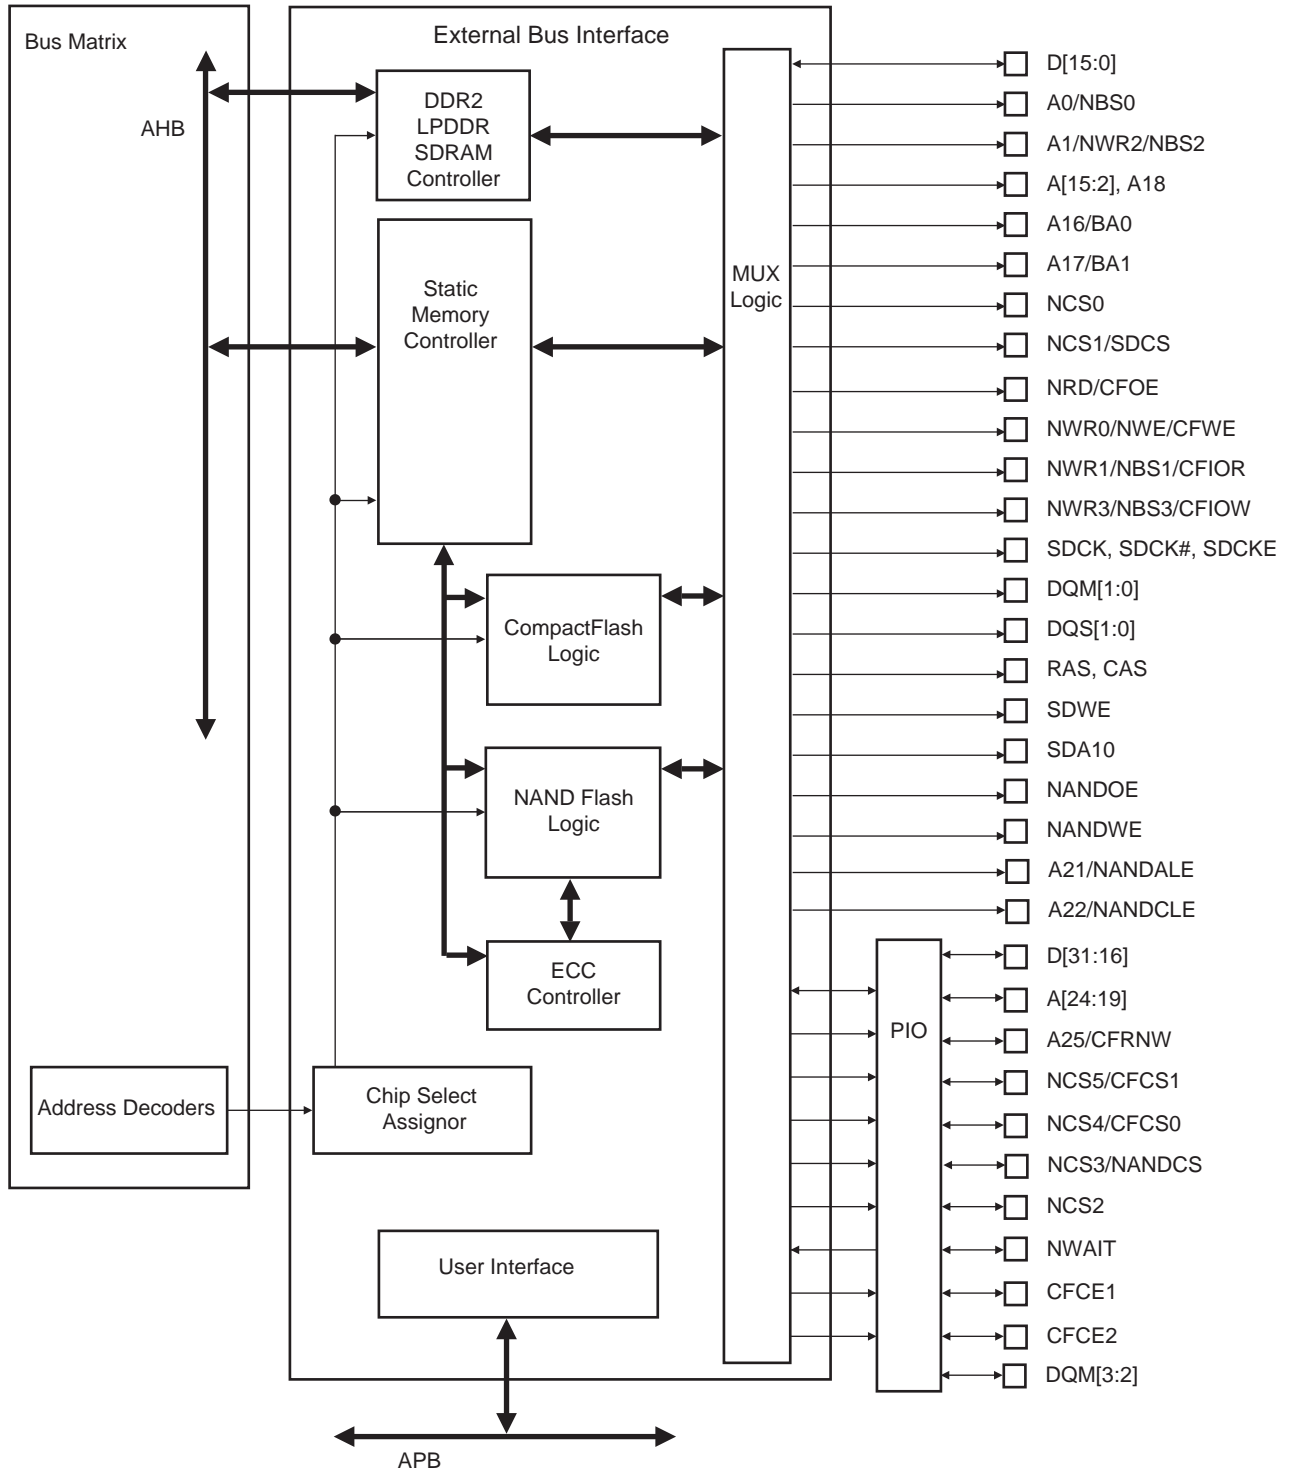 Bus Matrix
External Bus Interface
AHB
DDR2
LPDDR
SDRAM
Controller
Static
Memory
Controller
MUX
Logic
CompactFlash
Logic
NAND Flash
Logic
ECC
Controller
Address Decoders
Chip Select
Assignor
User Interface
APB
PIO
D[15:0]
A0/NBS0
A1/NWR2/NBS2
A[15:2], A18
A16/BA0
A17/BA1
NCS0
NCS1/SDCS
NRD/CFOE
NWR0/NWE/CFWE
NWR1/NBS1/CFIOR
NWR3/NBS3/CFIOW
SDCK, SDCK#, SDCKE
DQM[1:0]
DQS[1:0]
RAS, CAS
SDWE
SDA10
NANDOE
NANDWE
A21/NANDALE
A22/NANDCLE
D[31:16]
A[24:19]
A25/CFRNW
NCS5/CFCS1
NCS4/CFCS0
NCS3/NANDCS
NCS2
NWAIT
CFCE1
CFCE2
DQM[3:2]